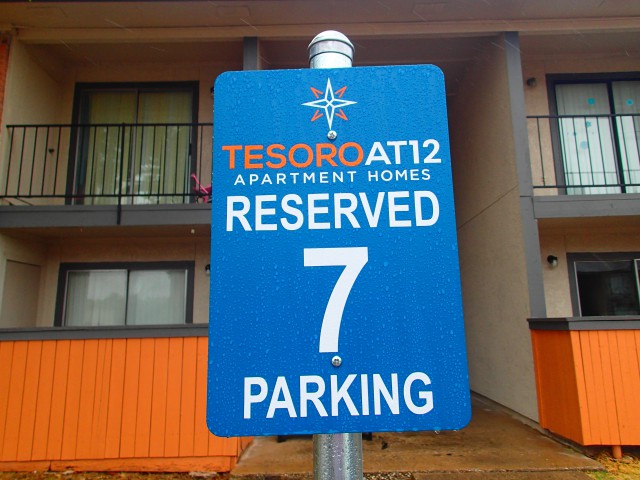 TESOROAT12
APARTMENT HOMES
RESERVED
7
PARKING